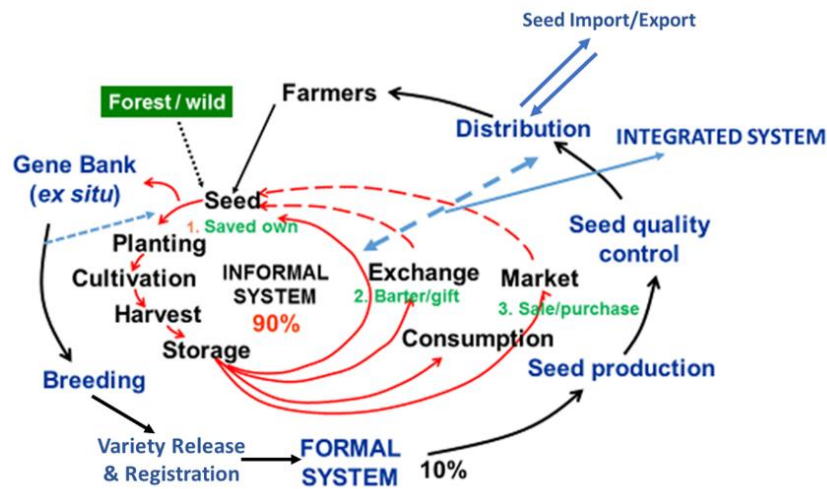 Seed Import/Export
Forest / wild
Farmers
Distribution
INTEGRATED SYSTEM
Gene Bank
(ex situ)
Seed
1. Saved own
Planting
Seed quality
control
Cultivation
INFORMAL
SYSTEM
90%
Exchange
2. Barter/gift
Market
3. Sale/purchase
Harvest
Storage
Consumption
Breeding
Seed production
Variety Release
& Registration
FORMAL
SYSTEM
10%